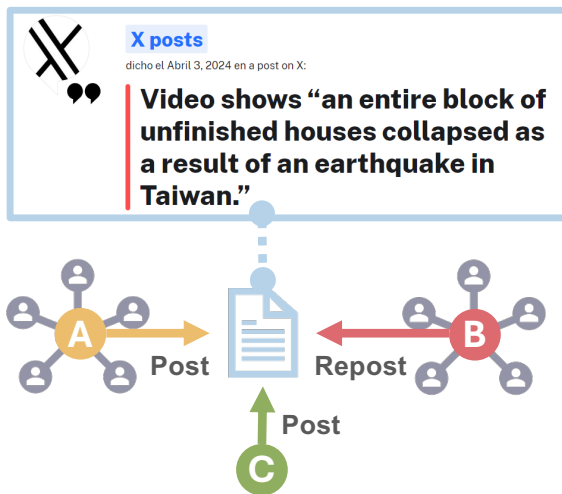 X posts
dicho el Abril 3, 2024 en a post on X:
Video shows “an entire block of
unfinished houses collapsed as
a result of an earthquake in
Taiwan.”
A
Post
B
Repost
Post
C